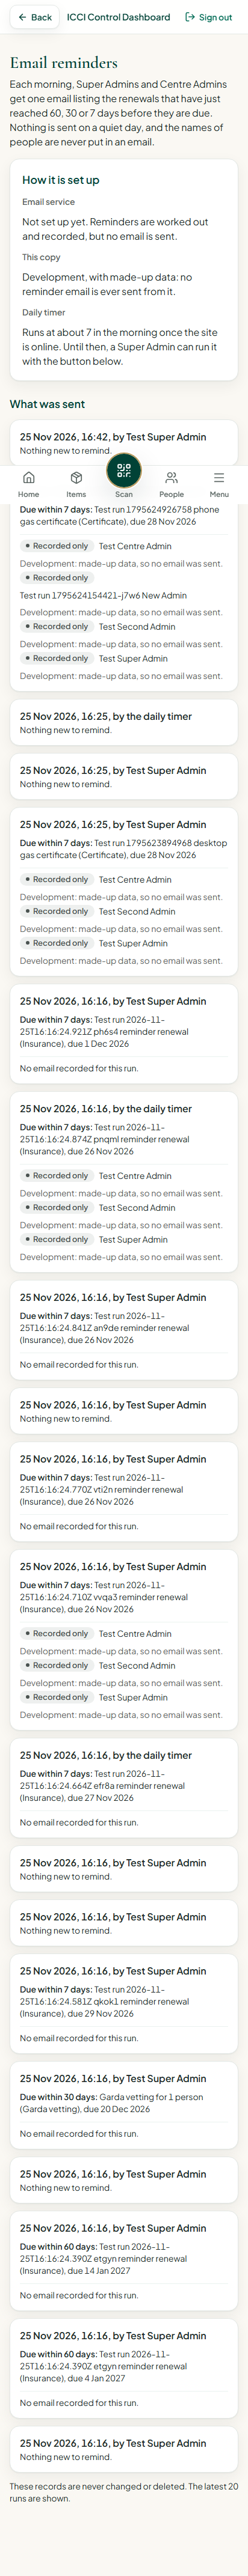 Back
ICCI Control Dashboard
Sign out
Email reminders
Each morning, Super Admins and Centre Admins
get one email listing the renewals that have just
reached 60, 30 or 7 days before they are due.
Nothing is sent on a quiet day, and the names of
people are never put in an email.
How it is set up
Email service
Not set up yet. Reminders are worked out
and recorded, but no email is sent.
This copy
Development, with made-up data: no
reminder email is ever sent from it.
Daily timer
Runs at about 7 in the morning once the site
is online. Until then, a Super Admin can run it
with the button below.
What was sent
25 Nov 2026, 16:42, by Test Super Admin
Nothing new to remind.
Home
Items
Scan
People
Menu
Due within 7 days: Test run 1795624926758 phone
gas certificate (Certificate), due 28 Nov 2026
Recorded only Test Centre Admin
Development: made-up data, so no email was sent.
Recorded only
Test run 1795624154421-j7w6 New Admin
Development: made-up data, so no email was sent.
Recorded only Test Second Admin
Development: made-up data, so no email was sent.
Recorded only Test Super Admin
Development: made-up data, so no email was sent.
25 Nov 2026, 16:25, by the daily timer
Nothing new to remind.
25 Nov 2026, 16:25, by Test Super Admin
Nothing new to remind.
25 Nov 2026, 16:25, by Test Super Admin
Due within 7 days: Test run 1795623894968 desktop
gas certificate (Certificate), due 28 Nov 2026
Recorded only Test Centre Admin
Development: made-up data, so no email was sent.
Recorded only Test Second Admin
Development: made-up data, so no email was sent.
Recorded only Test Super Admin
Development: made-up data, so no email was sent.
25 Nov 2026, 16:16, by Test Super Admin
Due within 7 days: Test run 2026-11-
25T16:16:24.921Z ph6s4 reminder renewal
(Insurance), due 1 Dec 2026
No email recorded for this run.
25 Nov 2026, 16:16, by the daily timer
Due within 7 days: Test run 2026-11-
25T16:16:24.874Z pnqml reminder renewal
(Insurance), due 26 Nov 2026
Recorded only Test Centre Admin
Development: made-up data, so no email was sent.
Recorded only Test Second Admin
Development: made-up data, so no email was sent.
Recorded only Test Super Admin
Development: made-up data, so no email was sent.
25 Nov 2026, 16:16, by Test Super Admin
Due within 7 days: Test run 2026-11-
25T16:16:24.841Z an9de reminder renewal
(Insurance), due 26 Nov 2026
No email recorded for this run.
25 Nov 2026, 16:16, by Test Super Admin
Nothing new to remind.
25 Nov 2026, 16:16, by Test Super Admin
Due within 7 days: Test run 2026-11-
25T16:16:24.770Z vti2n reminder renewal
(Insurance), due 26 Nov 2026
No email recorded for this run.
25 Nov 2026, 16:16, by Test Super Admin
Due within 7 days: Test run 2026-11-
25T16:16:24.710Z vvqa3 reminder renewal
(Insurance), due 26 Nov 2026
Recorded only Test Centre Admin
Development: made-up data, so no email was sent.
Recorded only Test Second Admin
Development: made-up data, so no email was sent.
Recorded only Test Super Admin
Development: made-up data, so no email was sent.
25 Nov 2026, 16:16, by the daily timer
Due within 7 days: Test run 2026-11-
25T16:16:24.664Z efr8a reminder renewal
(Insurance), due 27 Nov 2026
No email recorded for this run.
25 Nov 2026, 16:16, by Test Super Admin
Nothing new to remind.
25 Nov 2026, 16:16, by Test Super Admin
Nothing new to remind.
25 Nov 2026, 16:16, by Test Super Admin
Due within 7 days: Test run 2026-11-
25T16:16:24.581Z qkok1 reminder renewal
(Insurance), due 29 Nov 2026
No email recorded for this run.
25 Nov 2026, 16:16, by Test Super Admin
Due within 30 days: Garda vetting for 1 person
(Garda vetting), due 20 Dec 2026
No email recorded for this run.
25 Nov 2026, 16:16, by Test Super Admin
Nothing new to remind.
25 Nov 2026, 16:16, by Test Super Admin
Due within 60 days: Test run 2026-11-
25T16:16:24.390Z etgyn reminder renewal
(Insurance), due 14 Jan 2027
No email recorded for this run.
25 Nov 2026, 16:16, by Test Super Admin
Due within 60 days: Test run 2026-11-
25T16:16:24.390Z etgyn reminder renewal
(Insurance), due 4 Jan 2027
No email recorded for this run.
25 Nov 2026, 16:16, by Test Super Admin
Nothing new to remind.
These records are never changed or deleted. The latest 20
runs are shown.